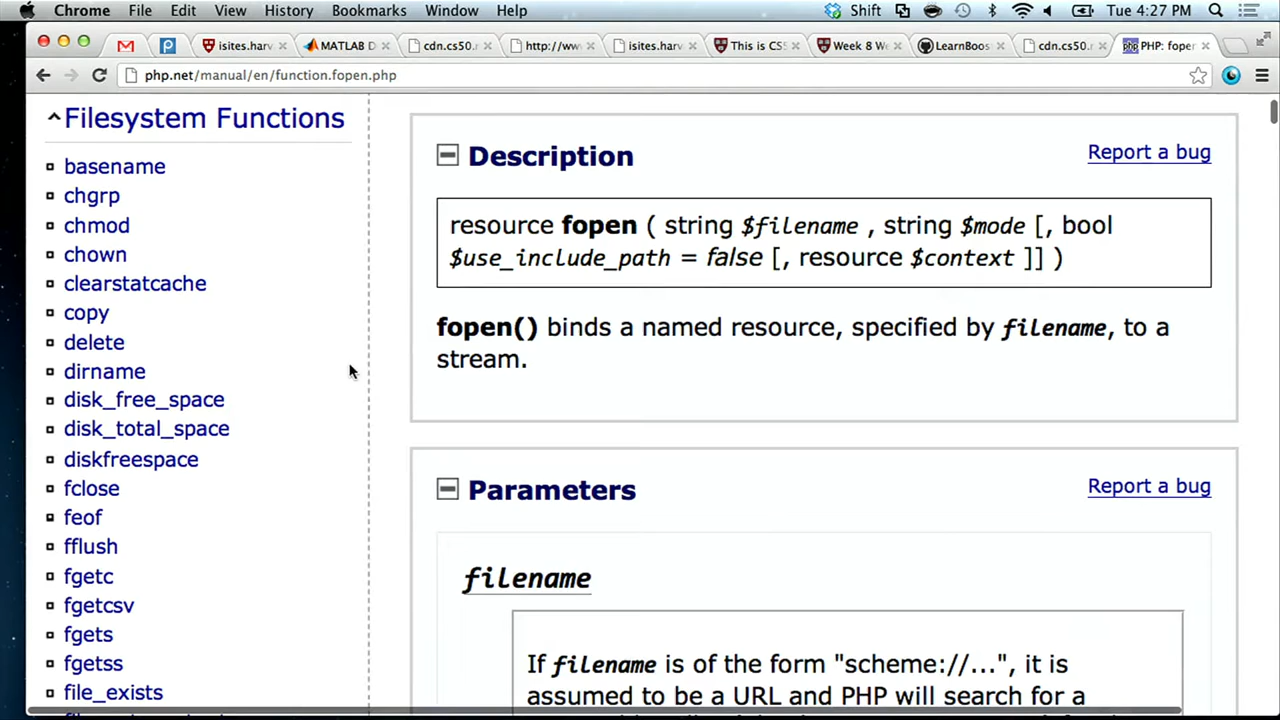 Chrome File Edit View History Bookmarks Window Help Shift Tue 4:27 PM
isites.harv MATLAB D cdn.cs50.r http://ww isites.harv This is CS! Week 8 W LearnBoos cdn.cs50.r PHP: foper
php.net/manual/en/function.fopen.php
Filesystem Functions
basename
chgrp
chmod
chown
clearstatcache
copy
delete
dirname
disk_free_space
disk_total_space
diskfreespace
fclose
feof
fflush
fgetc
fgetcsv
fgets
fgetss
file_exists
Description
Report a bug
resource fopen ( string $filename , string $mode [, bool
$use_include_path = false [, resource $context ]] )
fopen() binds a named resource, specified by filename, to a
stream.
Parameters
Report a bug
filename
If filename is of the form "scheme://...", it is
assumed to be a URL and PHP will search for a